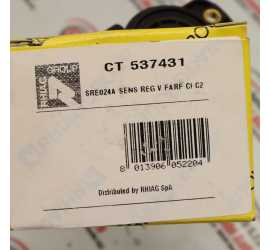 RHIAG
GROUP
CT 537431
SRE024A SENS REG V FARF CI C2
8 013906 052204
Distributed by RHIAG SpA